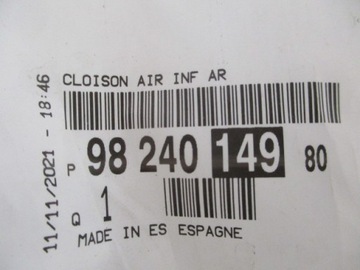 CLOISON AIR INF AR
P 98 240 149 80
Q 1
MADE IN ES ESPAGNE
11/11/2021 - 18:46